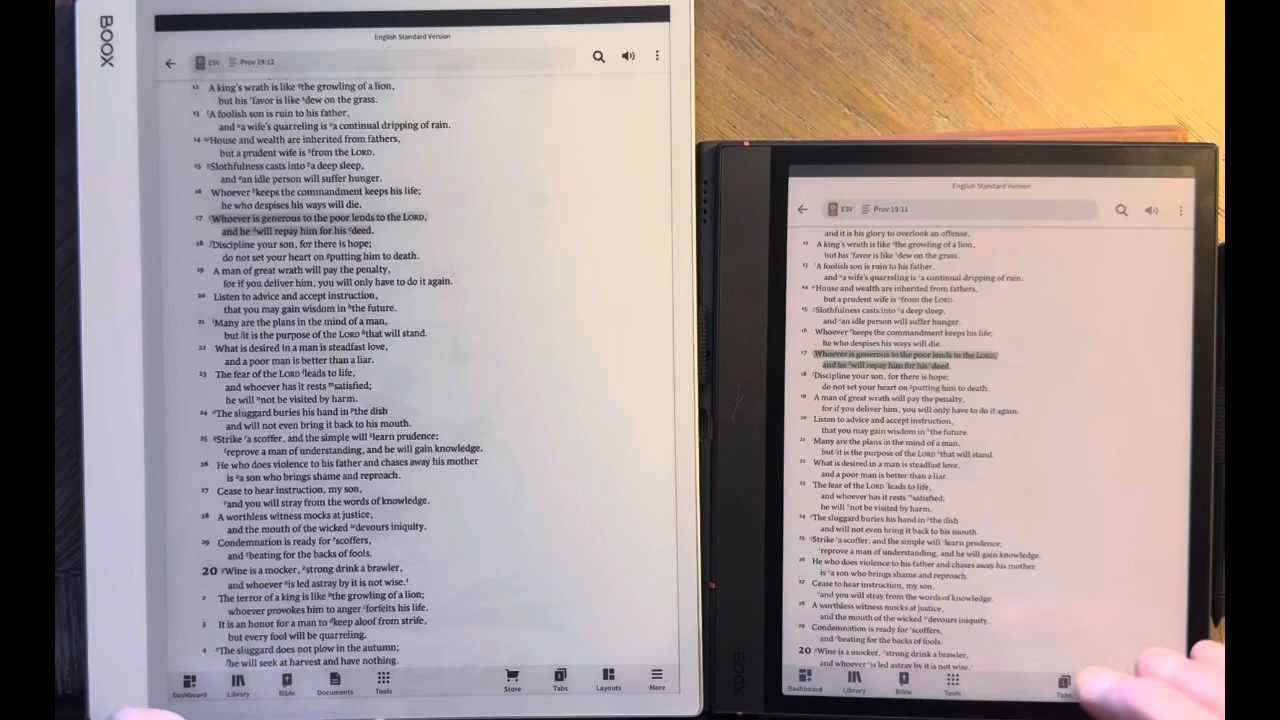 BOOX
English Standard Version
ESV Prov 19:12
12 A king's wrath is like the growling of a lion,
but his favor is like dew on the grass.
13 A foolish son is ruin to his father,
and a wife's quarreling is a continual dripping of rain.
14 House and wealth are inherited from fathers,
but a prudent wife is from the LORD.
15 Slothfulness casts into a deep sleep,
and an idle person will suffer hunger.
16 Whoever keeps the commandment keeps his life;
he who despises his ways will die.
17 Whoever is generous to the poor lends to the LORD,
and he will repay him for his deed.
18 Discipline your son, for there is hope;
do not set your heart on putting him to death.
19 A man of great wrath will pay the penalty,
for if you deliver him, you will only have to do it again.
20 Listen to advice and accept instruction,
that you may gain wisdom in the future.
21 Many are the plans in the mind of a man,
but it is the purpose of the LORD that will stand.
22 What is desired in a man is steadfast love,
and a poor man is better than a liar.
23 The fear of the LORD leads to life,
and whoever has it rests satisfied;
he will not be visited by harm.
24 The sluggard buries his hand in the dish
and will not even bring it back to his mouth.
25 Strike a scoffer, and the simple will learn prudence;
reprove a man of understanding, and he will gain knowledge.
26 He who does violence to his father and chases away his mother
is a son who brings shame and reproach.
27 Cease to hear instruction, my son,
and you will stray from the words of knowledge.
28 A worthless witness mocks at justice,
and the mouth of the wicked devours iniquity.
29 Condemnation is ready for scoffers,
and beating for the backs of fools.
20 Wine is a mocker, strong drink a brawler,
and whoever is led astray by it is not wise.
2 The terror of a king is like the growling of a lion;
whoever provokes him to anger forfeits his life.
3 It is an honor for a man to keep aloof from strife,
but every fool will be quarreling.
4 The sluggard does not plow in the autumn;
he will seek at harvest and have nothing.
Dashboard Library Bible Documents Tools Store Tabs Layouts More
English Standard Version
ESV Prov 19:11
and it is his glory to overlook an offense.
12 A king's wrath is like the growling of a lion,
but his favor is like dew on the grass.
13 A foolish son is ruin to his father,
and a wife's quarreling is a continual dripping of rain.
14 House and wealth are inherited from fathers,
but a prudent wife is from the LORD.
15 Slothfulness casts into a deep sleep,
and an idle person will suffer hunger.
16 Whoever keeps the commandment keeps his life;
he who despises his ways will die.
17 Whoever is generous to the poor lends to the LORD,
and he will repay him for his deed.
18 Discipline your son, for there is hope;
do not set your heart on putting him to death.
19 A man of great wrath will pay the penalty,
for if you deliver him, you will only have to do it again.
20 Listen to advice and accept instruction,
that you may gain wisdom in the future.
21 Many are the plans in the mind of a man,
but it is the purpose of the LORD that will stand.
22 What is desired in a man is steadfast love,
and a poor man is better than a liar.
23 The fear of the LORD leads to life,
and whoever has it rests satisfied;
he will not be visited by harm.
24 The sluggard buries his hand in the dish
and will not even bring it back to his mouth.
25 Strike a scoffer, and the simple will learn prudence;
reprove a man of understanding, and he will gain knowledge.
26 He who does violence to his father and chases away his mother
is a son who brings shame and reproach.
27 Cease to hear instruction, my son,
and you will stray from the words of knowledge.
28 A worthless witness mocks at justice,
and the mouth of the wicked devours iniquity.
29 Condemnation is ready for scoffers,
and beating for the backs of fools.
20 Wine is a mocker, strong drink a brawler,
and whoever is led astray by it is not wise.
Dashboard Library Bible Tools Tabs
BOOX